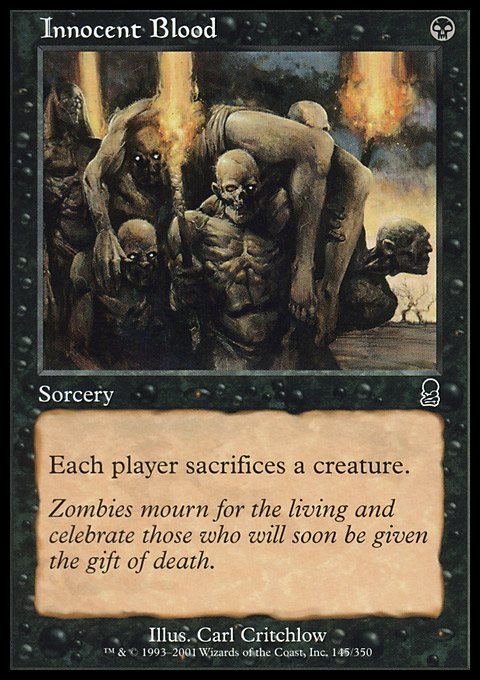 Innocent Blood
Sorcery
Each player sacrifices a creature.
Zombies mourn for the living and
celebrate those who will soon be given
the gift of death.
Illus. Carl Critchlow
™ & © 1993–2001 Wizards of the Coast, Inc. 145/350